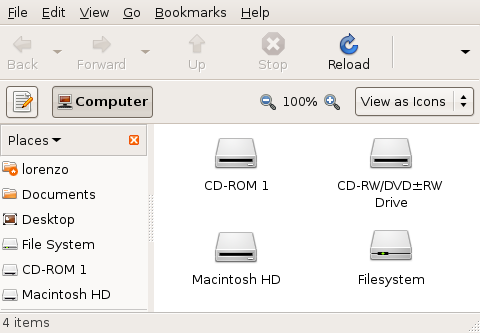 File Edit View Go Bookmarks Help
Back Forward Up Stop Reload
Computer 100% View as Icons
Places
lorenzo
Documents
Desktop
File System
CD-ROM 1
Macintosh HD
CD-ROM 1
CD-RW/DVD±RW
Drive
Macintosh HD
Filesystem
4 items